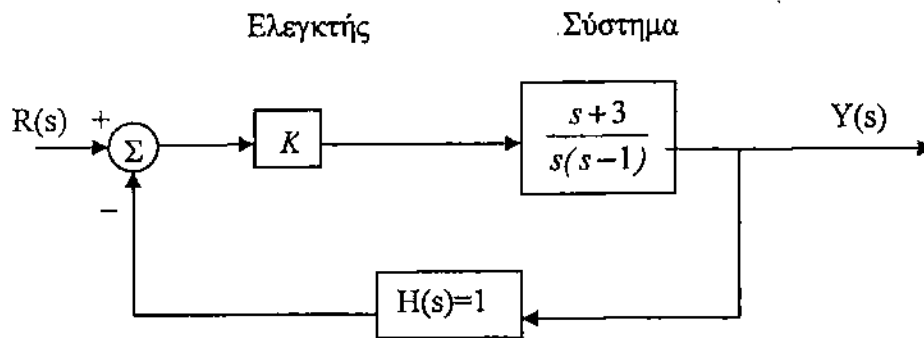 Ελεγκτής
Σύστημα
R(s)
+
Σ
K
s+3
s(s-1)
Y(s)
−
H(s)=1